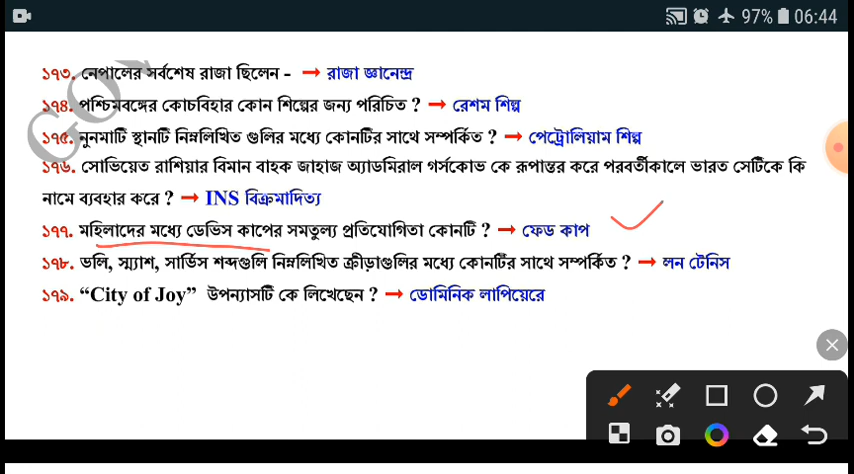 97% 06:44
১৭৩. নেপালের সর্বশেষ রাজা ছিলেন - → রাজা জ্ঞানেন্দ্র
১৭৪. পশ্চিমবঙ্গের কোচবিহার কোন শিল্পের জন্য পরিচিত ? → রেশম শিল্প
১৭৫. নুনমাটি স্থানটি নিম্নলিখিত গুলির মধ্যে কোনটির সাথে সম্পর্কিত ? → পেট্রোলিয়াম শিল্প
১৭৬. সোভিয়েত রাশিয়ার বিমান বাহক জাহাজ অ্যাডমিরাল গর্সকোভ কে রূপান্তর করে পরবর্তীকালে ভারত সেটিকে কি
নামে ব্যবহার করে ? → INS বিক্রমাদিত্য
১৭৭. মহিলাদের মধ্যে ডেভিস কাপের সমতুল্য প্রতিযোগিতা কোনটি ? → ফেড কাপ
১৭৮. ভলি, স্ম্যাশ, সার্ভিস শব্দগুলি নিম্নলিখিত ক্রীড়াগুলির মধ্যে কোনটির সাথে সম্পর্কিত ? → লন টেনিস
১৭৯. “City of Joy” উপন্যাসটি কে লিখেছেন ? → ডোমিনিক লাপিয়েরে